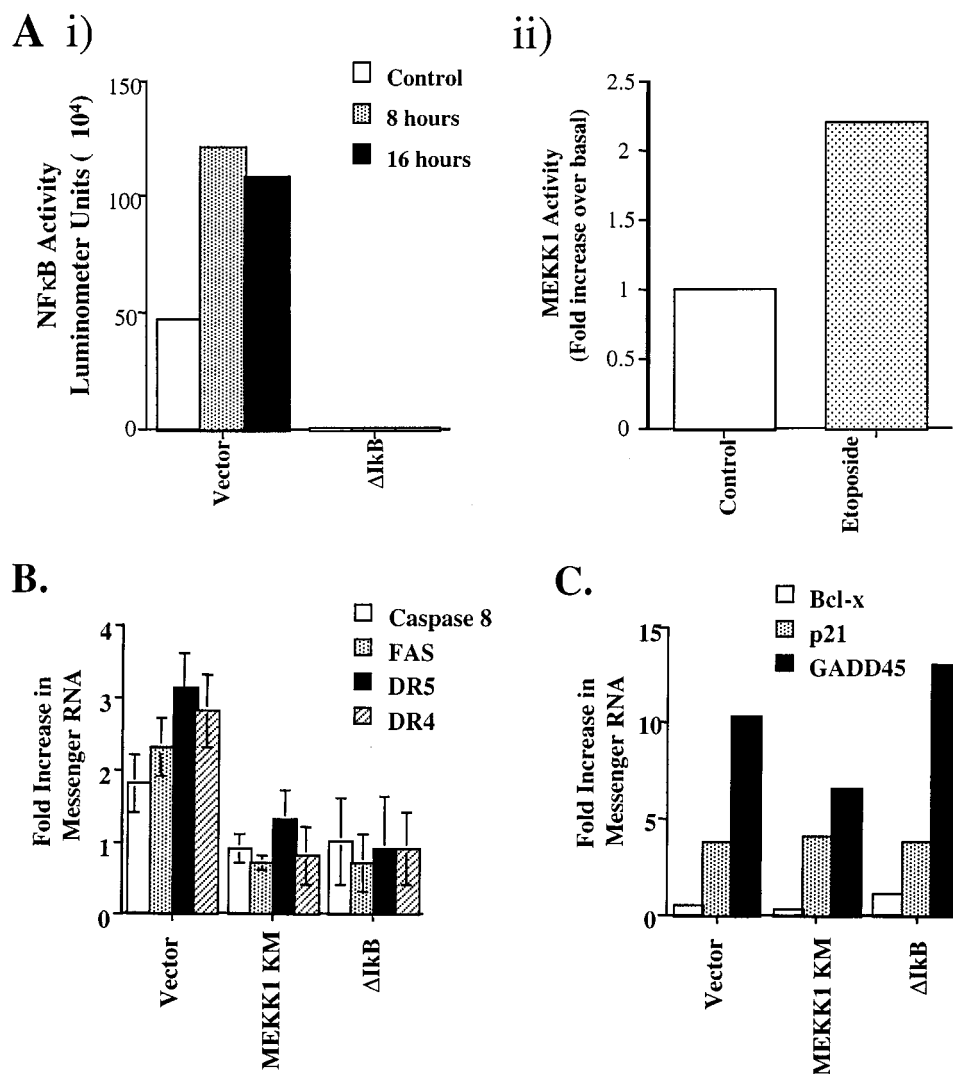 A i)
Control
8 hours
16 hours
NFκB Activity
Luminometer Units ( 10⁴)
150
100
50
0
Vector
ΔIkB
ii)
MEKK1 Activity
(Fold increase over basal)
2.5
2
1.5
1
0.5
0
Control
Etoposide
B.
Caspase 8
FAS
DR5
DR4
Fold Increase in
Messenger RNA
4
3
2
1
0
Vector
MEKK1 KM
ΔIkB
C.
Bcl-x
p21
GADD45
Fold Increase in
Messenger RNA
15
10
5
0
Vector
MEKK1 KM
ΔIkB